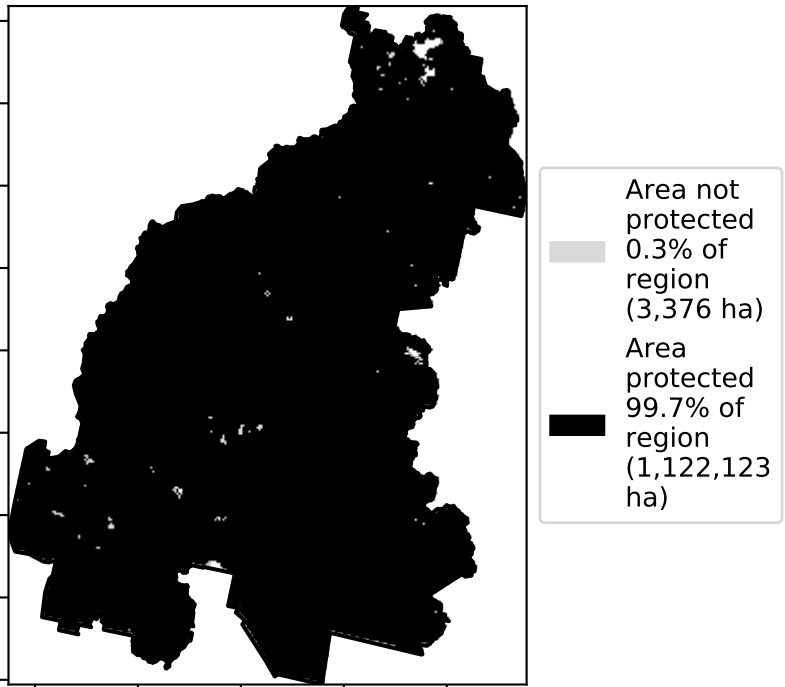 Area not
protected
0.3% of
region
(3,376 ha)
Area
protected
99.7% of
region
(1,122,123
ha)